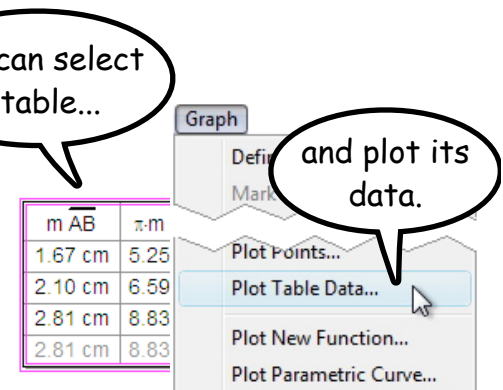 can select
table...
Graph
and plot its
data.
Mark
m AB π·m
1.67 cm 5.25
2.10 cm 6.59
2.81 cm 8.83
2.81 cm 8.83
Plot Points...
Plot Table Data...
Plot New Function...
Plot Parametric Curve...